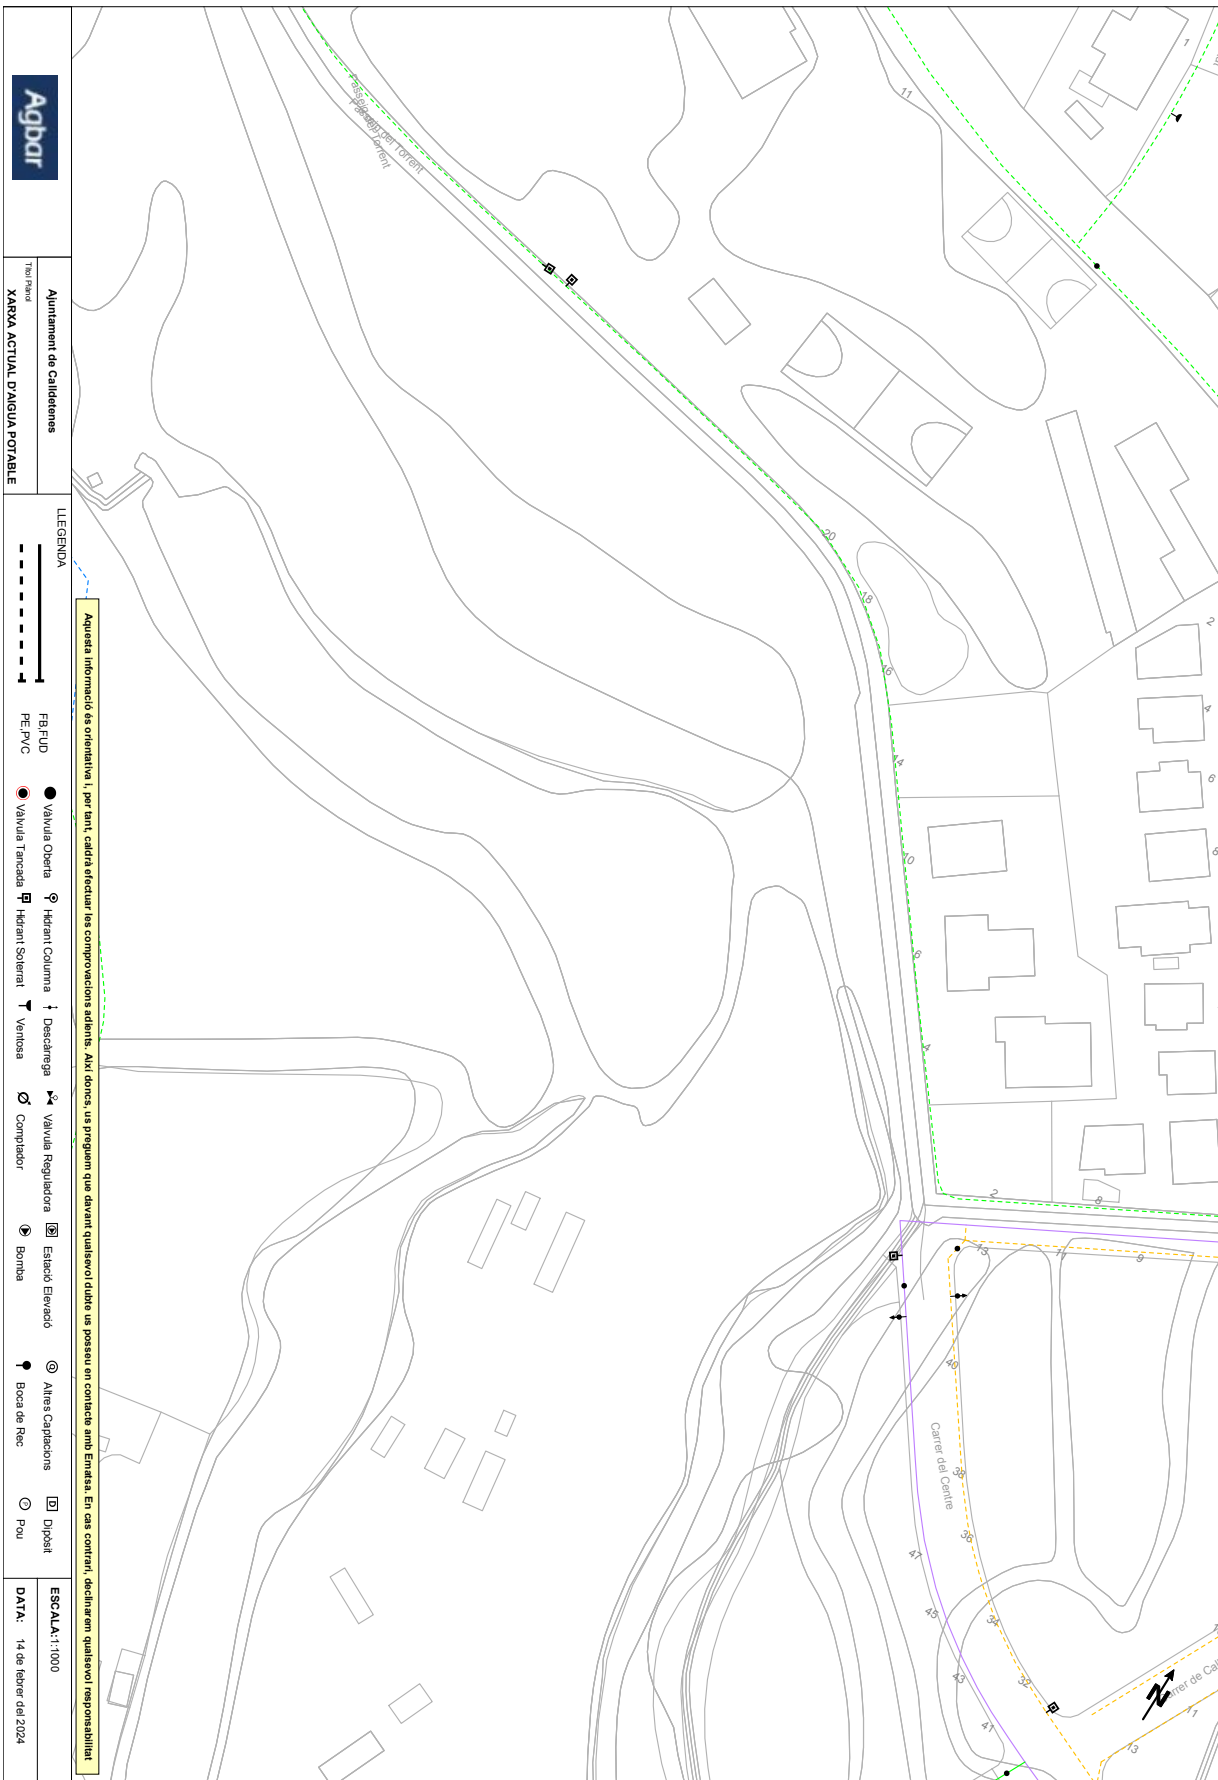 Agbar
Ajuntament de Calldetenes
Títol Plànol
XARXA ACTUAL D'AIGUA POTABLE
LLEGENDA
FB,FUD
PE,PVC
Vàlvula Oberta
Vàlvula Tancada
Hidrant Columna
Hidrant Soterrat
Descàrrega
Ventosa
Vàlvula Reguladora
Comptador
Estació Elevació
Bomba
Altres Captacions
Boca de Rec
Dipòsit
Pou
ESCALA:1:1000
DATA: 14 de febrer del 2024
Aquesta informació és orientativa i, per tant, caldrà efectuar les comprovacions adients. Així doncs, us preguem que davant qualsevol dubte us poseu en contacte amb Ematsa. En cas contrari, declinarem qualsevol responsabilitat
Passeig del Torrent
Passeig del Torrent
11
1
20
18
16
14
10
6
4
2
8
2
4
6
8
13
11
9
40
38
36
34
32
Carrer del Centre
47
45
43
41
13
11
N